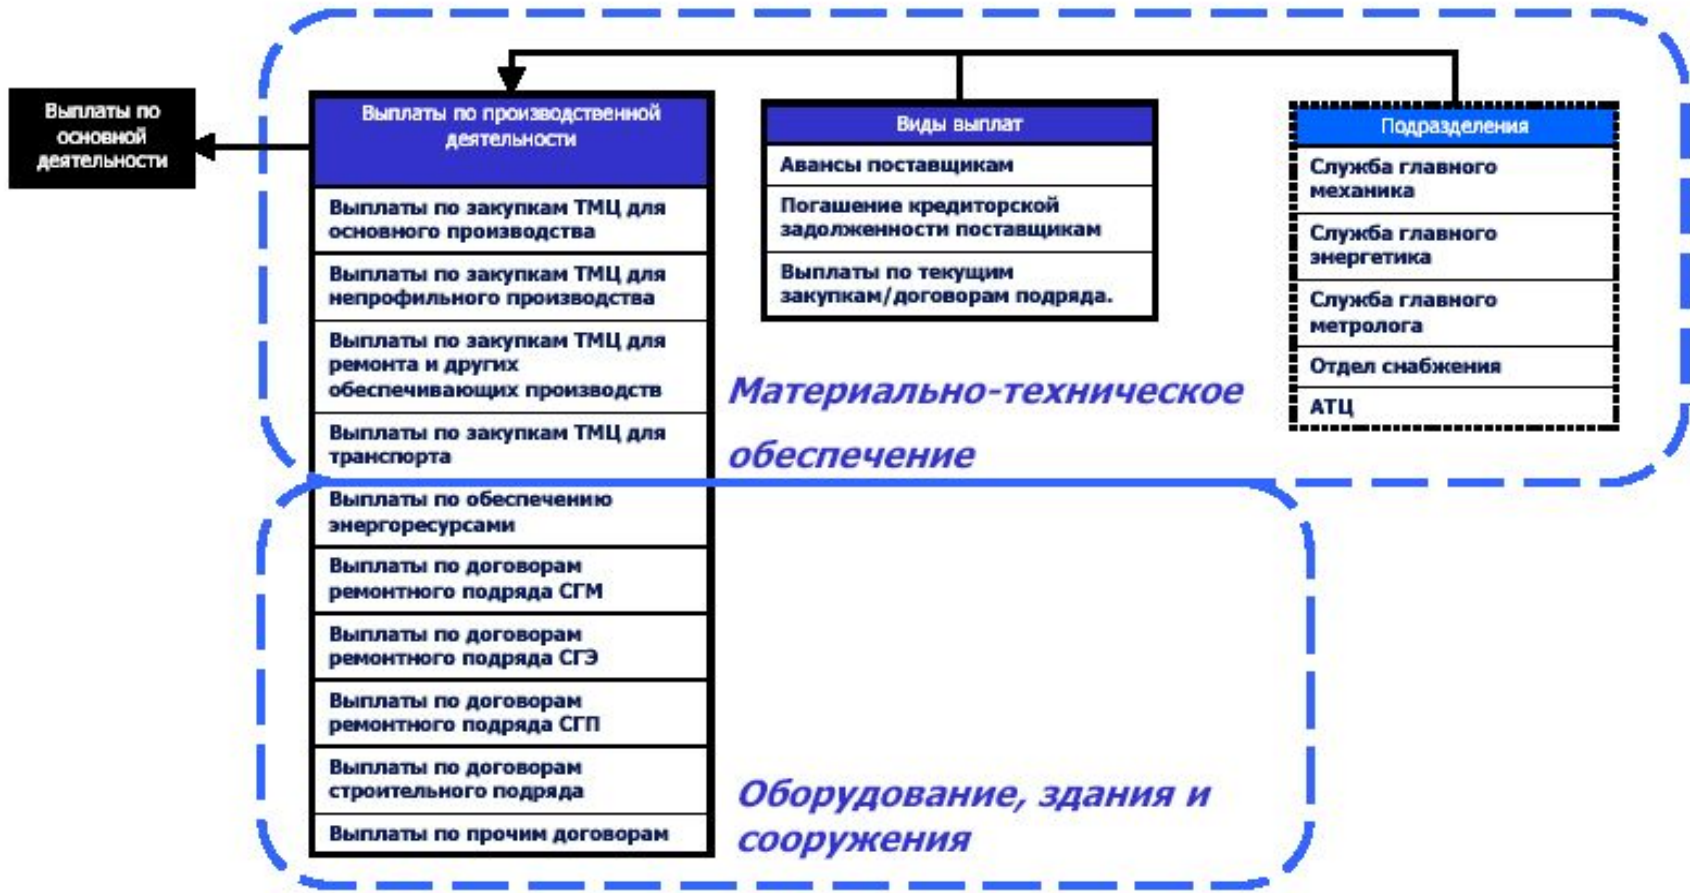 Выплаты по
основной
деятельности
Выплаты по производственной
деятельности
Выплаты по закупкам ТМЦ для
основного производства
Выплаты по закупкам ТМЦ для
непрофильного производства
Выплаты по закупкам ТМЦ для
ремонта и других
обеспечивающих производств
Выплаты по закупкам ТМЦ для
транспорта
Выплаты по обеспечению
энергоресурсами
Выплаты по договорам
ремонтного подряда СГМ
Выплаты по договорам
ремонтного подряда СГЭ
Выплаты по договорам
ремонтного подряда СГП
Выплаты по договорам
строительного подряда
Выплаты по прочим договорам
Виды выплат
Авансы поставщикам
Погашение кредиторской
задолженности поставщикам
Выплаты по текущим
закупкам/договорам подряда.
Подразделения
Служба главного
механика
Служба главного
энергетика
Служба главного
метролога
Отдел снабжения
АТЦ
Материально-техническое
обеспечение
Оборудование, здания и
сооружения